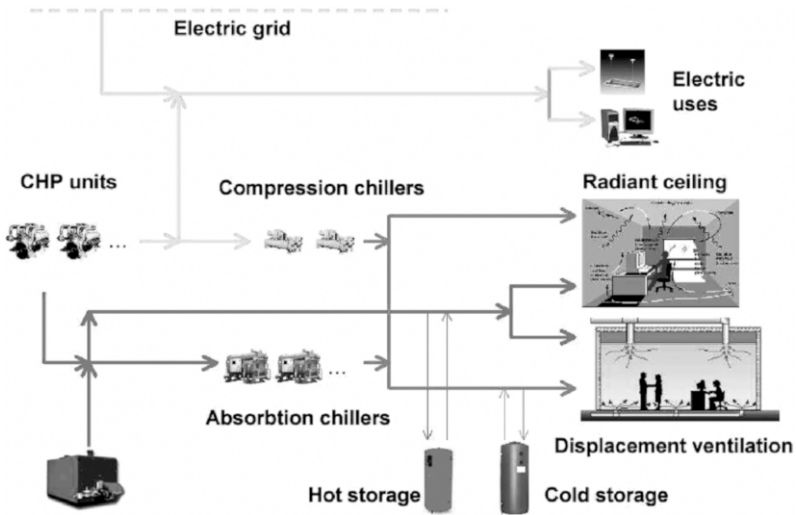 Electric grid
Electric
uses
CHP units
Compression chillers
Radiant ceiling
...
...
Absorbtion chillers
Displacement ventilation
Hot storage
Cold storage